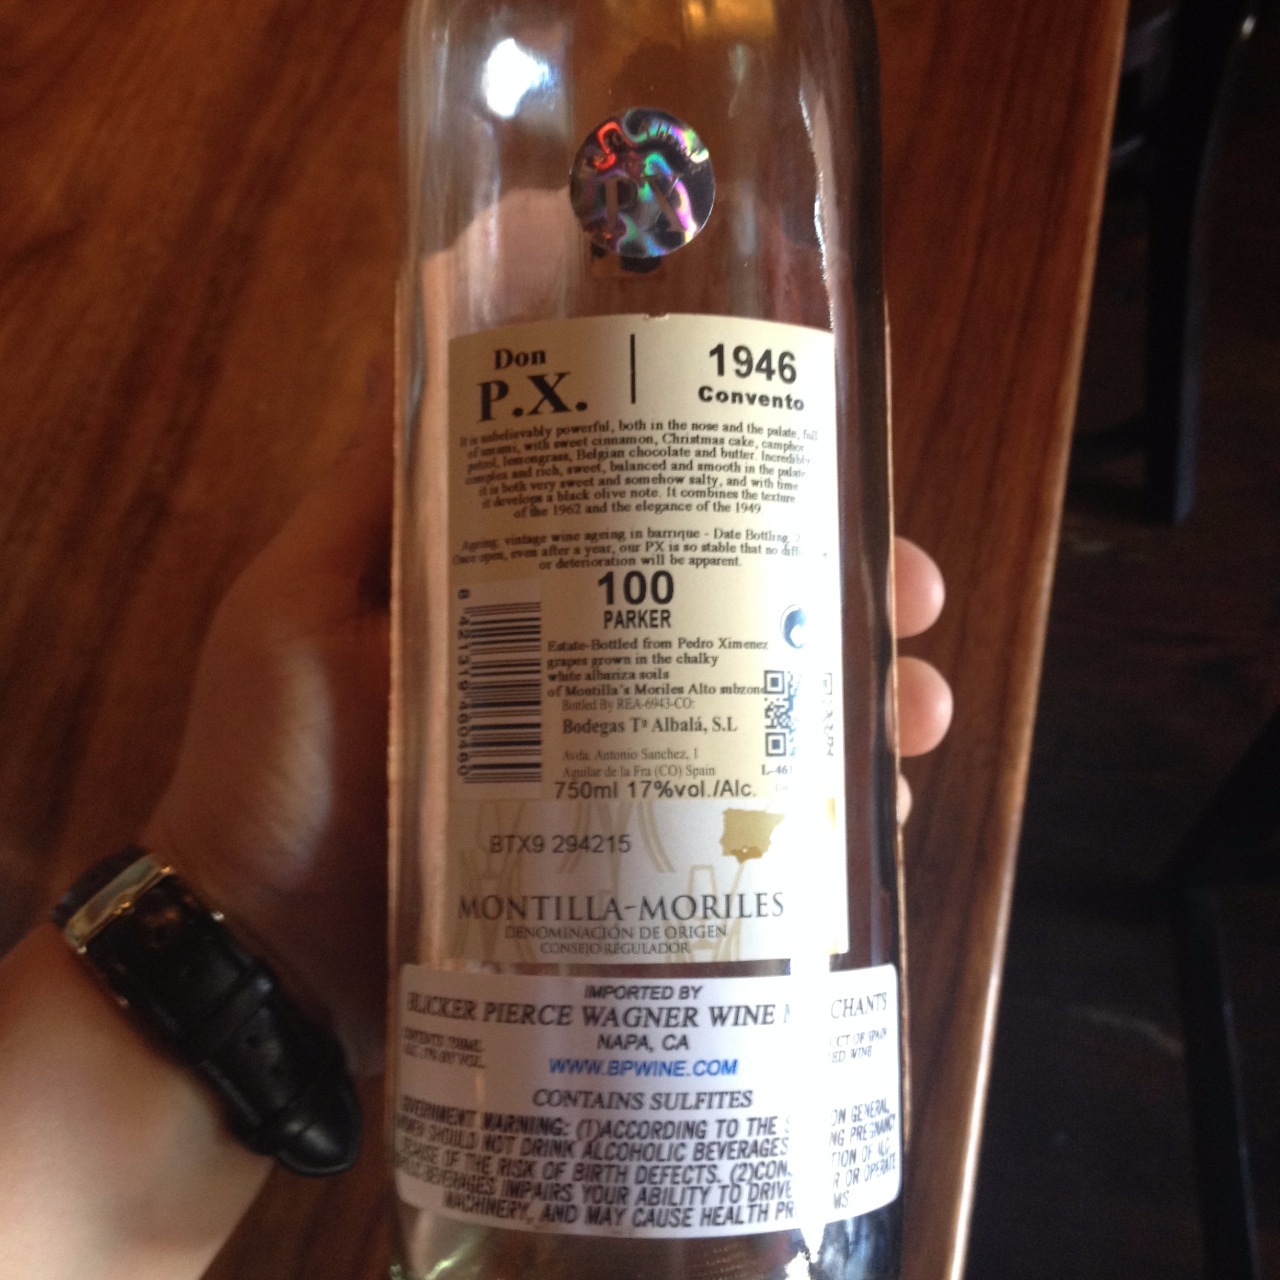 PX
Don
P.X.
1946
Convento
It is unbelievably powerful, both in the nose and the palate, full
of umami, with sweet cinnamon, Christmas cake, camphor
petrol, lemongrass, Belgian chocolate and butter. Incredibly
complex and rich, sweet, balanced and smooth in the palate
it is both very sweet and somehow salty, and with time
it develops a black olive note. It combines the texture
of the 1962 and the elegance of the 1949
Ageing: vintage wine ageing in barrique - Date Bottling
Once open, even after a year, our PX is so stable that no
or deterioration will be apparent.
100
PARKER
Estate-Bottled from Pedro Ximenez
grapes grown in the chalky
white albariza soils
of Montilla's Moriles Alto subzone
Bottled By REA-6943-CO:
Bodegas Tº Albalá, S.L
Avda. Antonio Sanchez, 1
Aguilar de la Fra (CO) Spain
750ml 17%vol./Alc.
BTX9 294215
MONTILLA-MORILES
DENOMINACIÓN DE ORIGEN
CONSEJO REGULADOR
IMPORTED BY
PIERCE WAGNER WINE
NAPA, CA
WWW.BPWINE.COM
CONTAINS SULFITES
WARNING: (1)ACCORDING TO THE GENERAL,
SHOULD NOT DRINK ALCOHOLIC BEVERAGES PREGNANCY
OF THE RISK OF BIRTH DEFECTS. (2)
BEVERAGES IMPAIRS YOUR ABILITY TO DRIVE OR OPERATE
MACHINERY, AND MAY CAUSE HEALTH